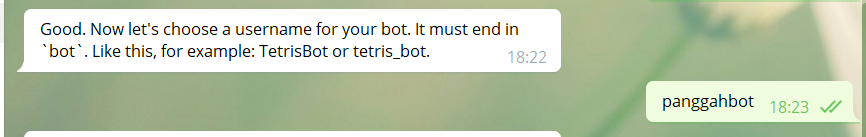 Good. Now let's choose a username for your bot. It must end in
`bot`. Like this, for example: TetrisBot or tetris_bot.
18:22
panggahbot
18:23